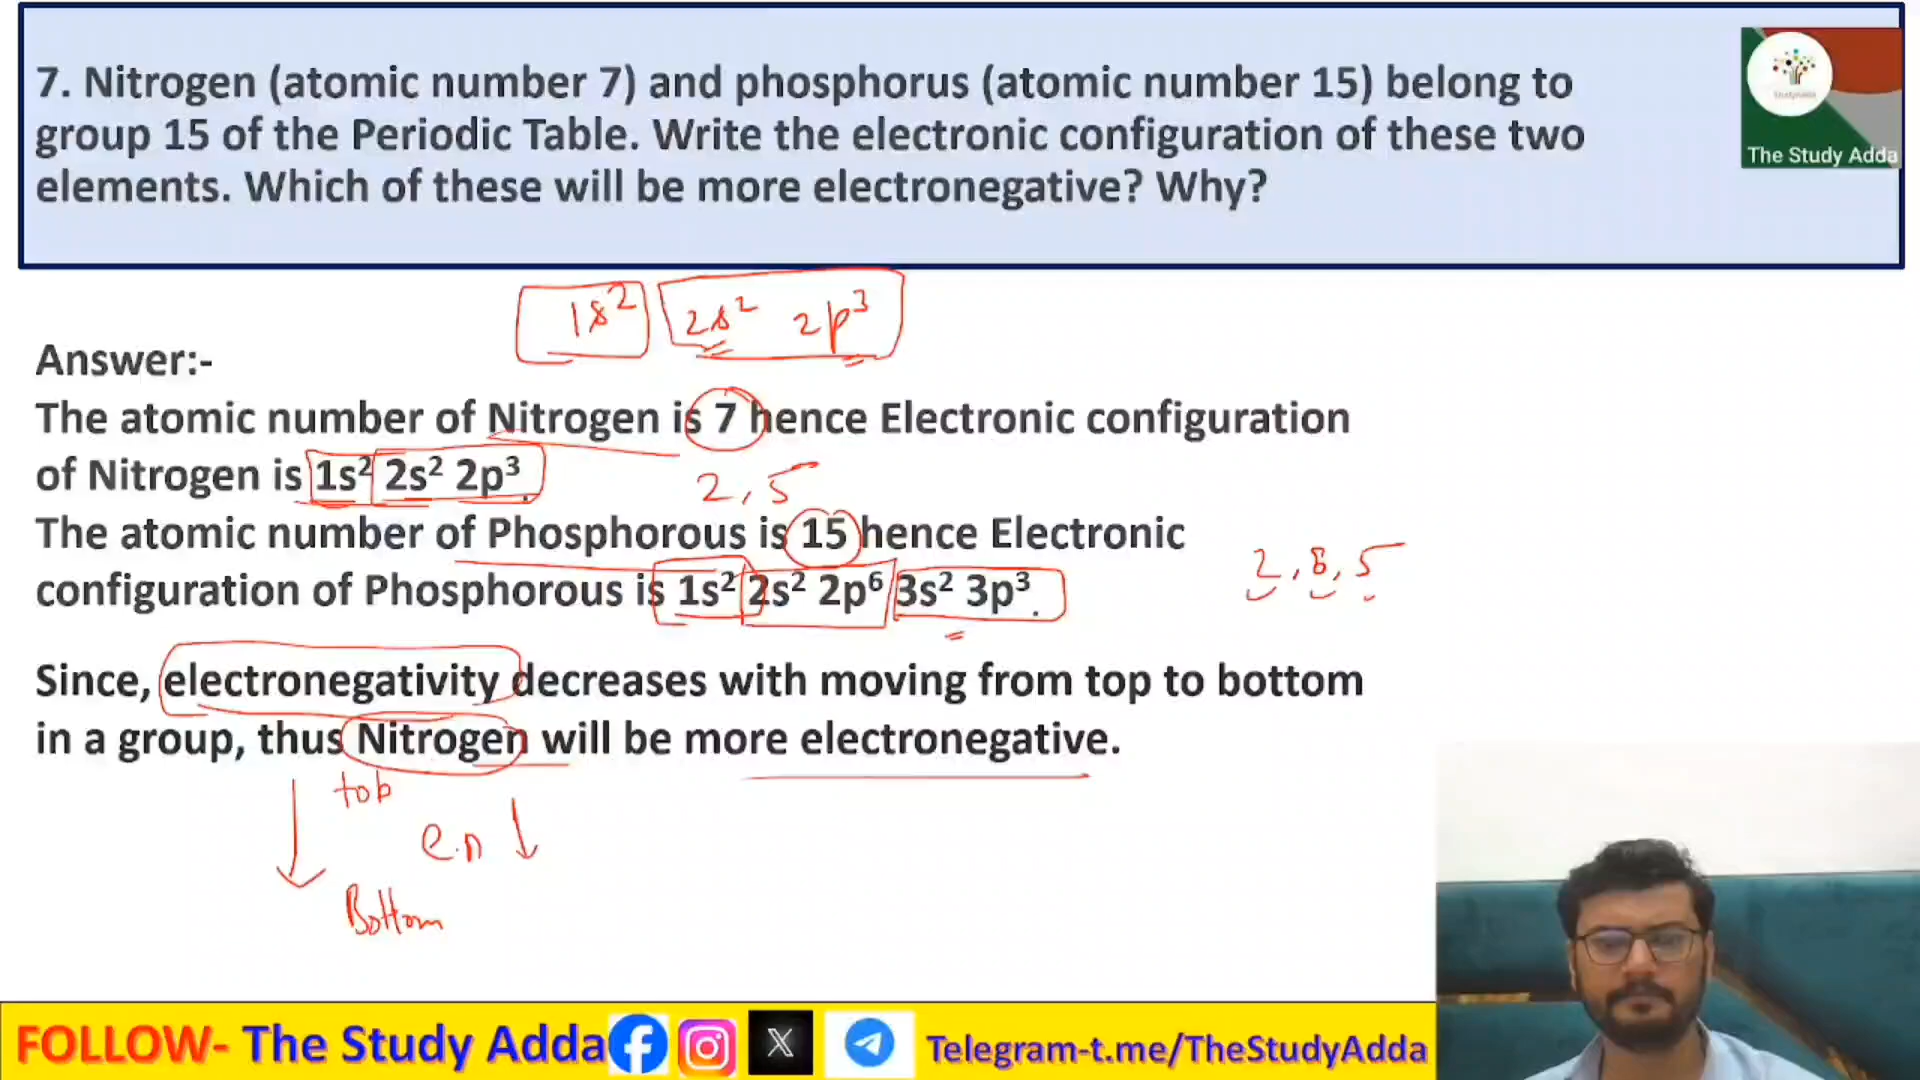 7. Nitrogen (atomic number 7) and phosphorus (atomic number 15) belong to
group 15 of the Periodic Table. Write the electronic configuration of these two
elements. Which of these will be more electronegative? Why?
The Study Adda
1s² 2s² 2p³
Answer:-
The atomic number of Nitrogen is 7 hence Electronic configuration
of Nitrogen is 1s² 2s² 2p³.
2, 5
The atomic number of Phosphorous is 15 hence Electronic
configuration of Phosphorous is 1s² 2s² 2p⁶ 3s² 3p³.
2, 8, 5
Since, electronegativity decreases with moving from top to bottom
in a group, thus Nitrogen will be more electronegative.
top
e.n ↓
Bottom
FOLLOW- The Study Adda
X
Telegram-t.me/TheStudyAdda